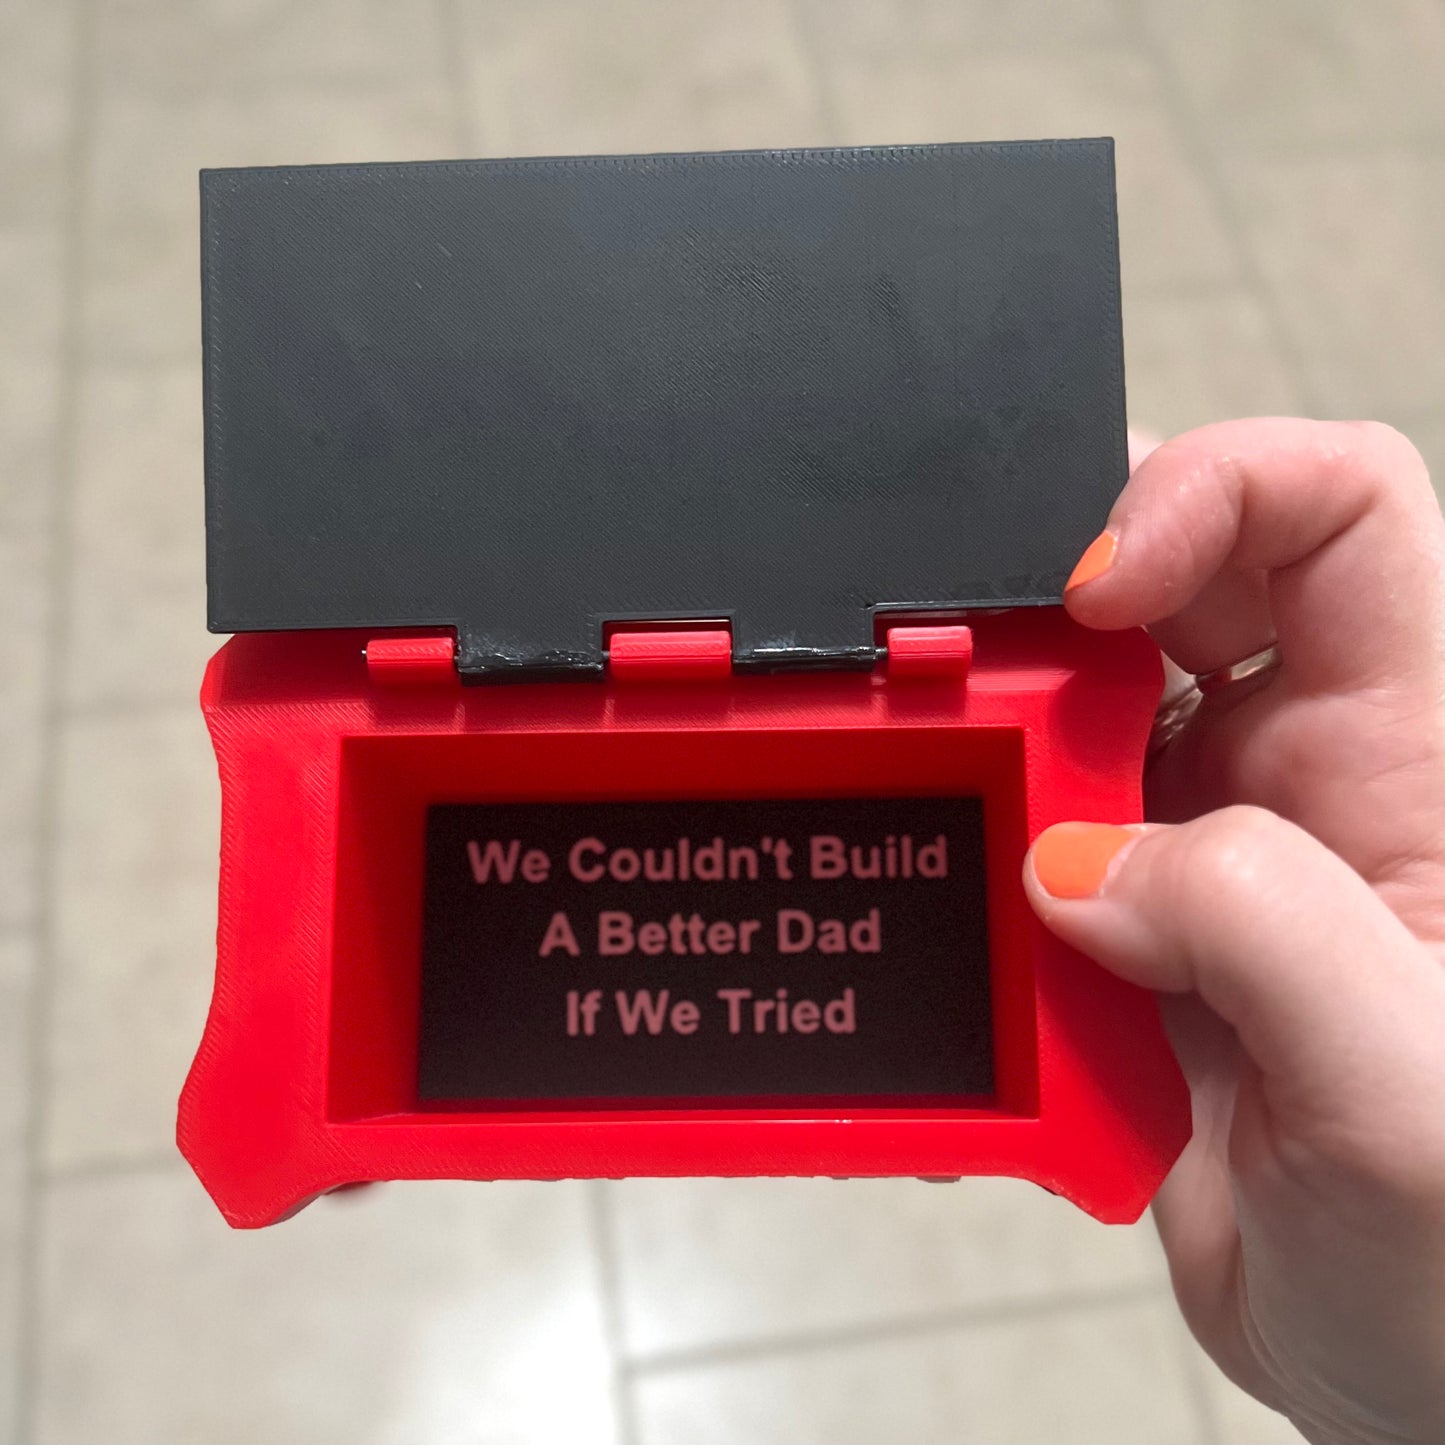 We Couldn't Build
A Better Dad
If We Tried